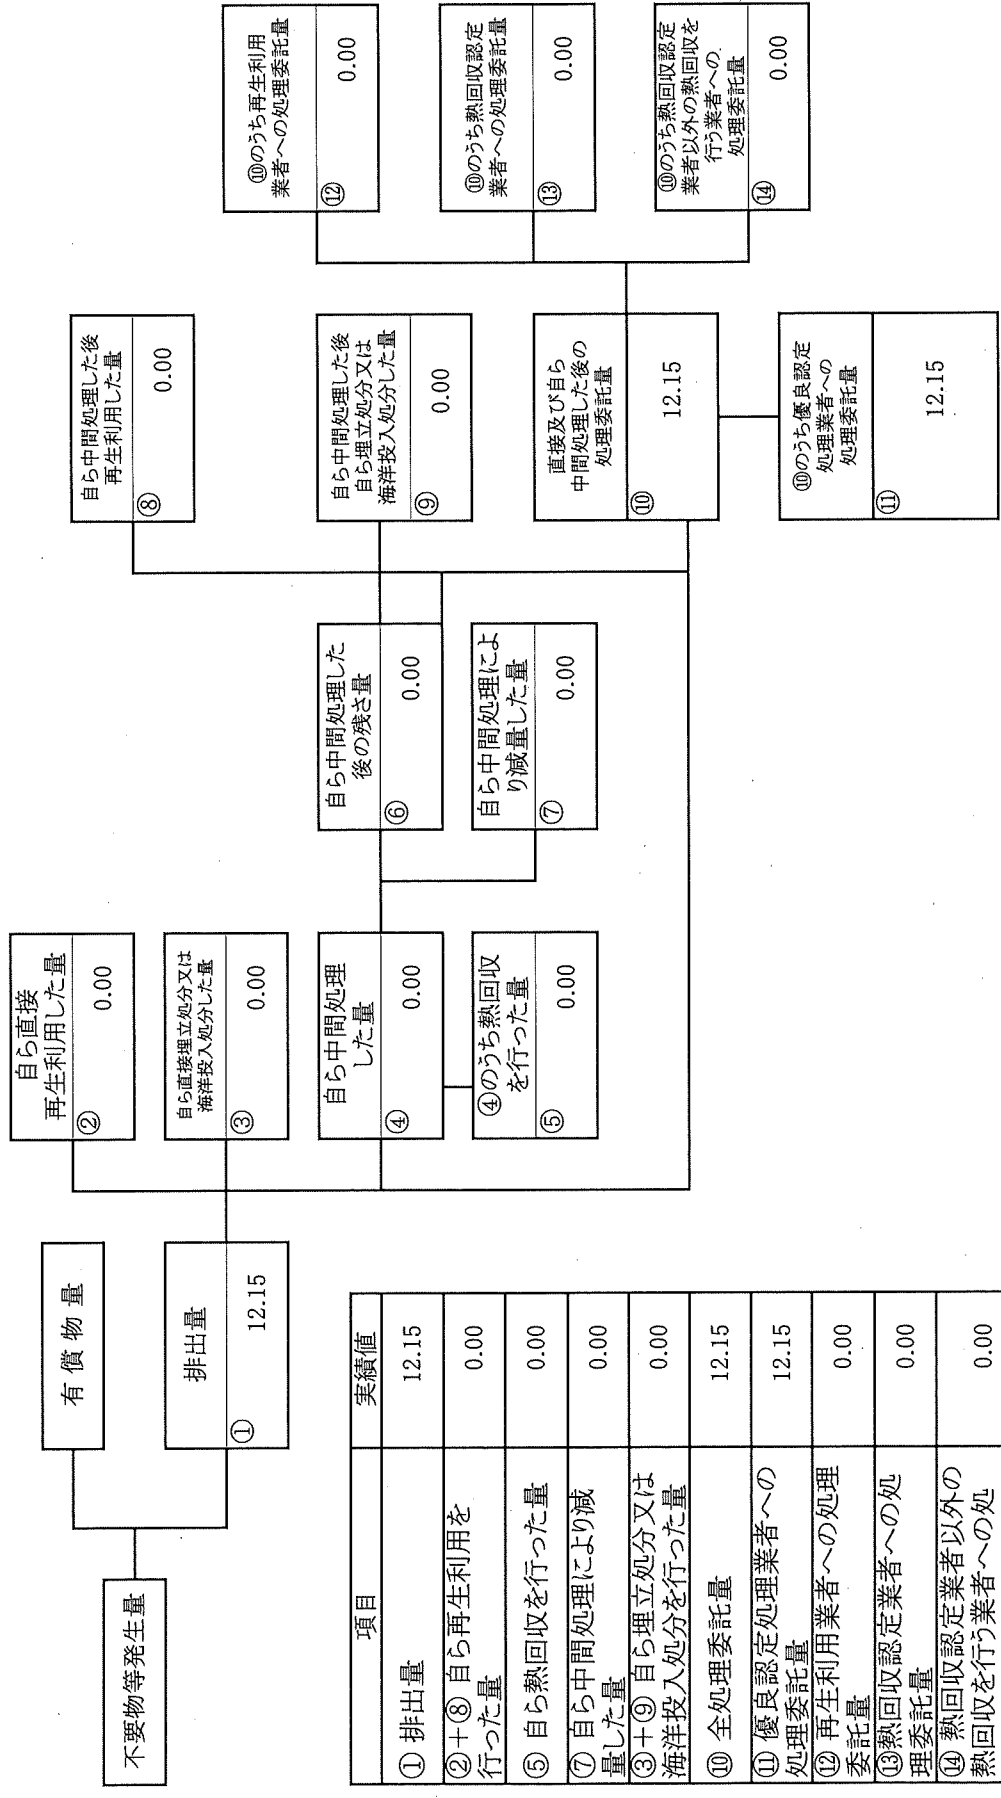 不要物等発生量
有償物量
排出量
①
12.15
自ら直接
再生利用した量
②
0.00
自ら直接埋立処分又は
海洋投入処分した量
③
0.00
自ら中間処理
した量
④
0.00
④のうち熱回収
を行った量
⑤
0.00
自ら中間処理した
後の残さ量
⑥
0.00
自ら中間処理によ
り減量した量
⑦
0.00
自ら中間処理した後
再生利用した量
⑧
0.00
自ら中間処理した後
自ら埋立処分又は
海洋投入処分した量
⑨
0.00
直接及び自ら
中間処理した後の
処理委託量
⑩
12.15
⑩のうち優良認定
処理業者への
処理委託量
⑪
12.15
⑩のうち再生利用
業者への処理委託量
⑫
0.00
⑩のうち熱回収認定
業者への処理委託量
⑬
0.00
⑩のうち熱回収認定
業者以外の熱回収を
行う業者への
処理委託量
⑭
0.00
項目 実績値
① 排出量 12.15
②+⑧ 自ら再生利用を
行った量 0.00
⑤ 自ら熱回収を行った量 0.00
⑦ 自ら中間処理により減
量した量 0.00
③+⑨ 自ら埋立処分又は
海洋投入処分を行った量 0.00
⑩ 全処理委託量 12.15
⑪ 優良認定処理業者への
処理委託量 12.15
⑫ 再生利用業者への処理
委託量 0.00
⑬熱回収認定業者への処
理委託量 0.00
⑭ 熱回収認定業者以外の
熱回収を行う業者への処 0.00